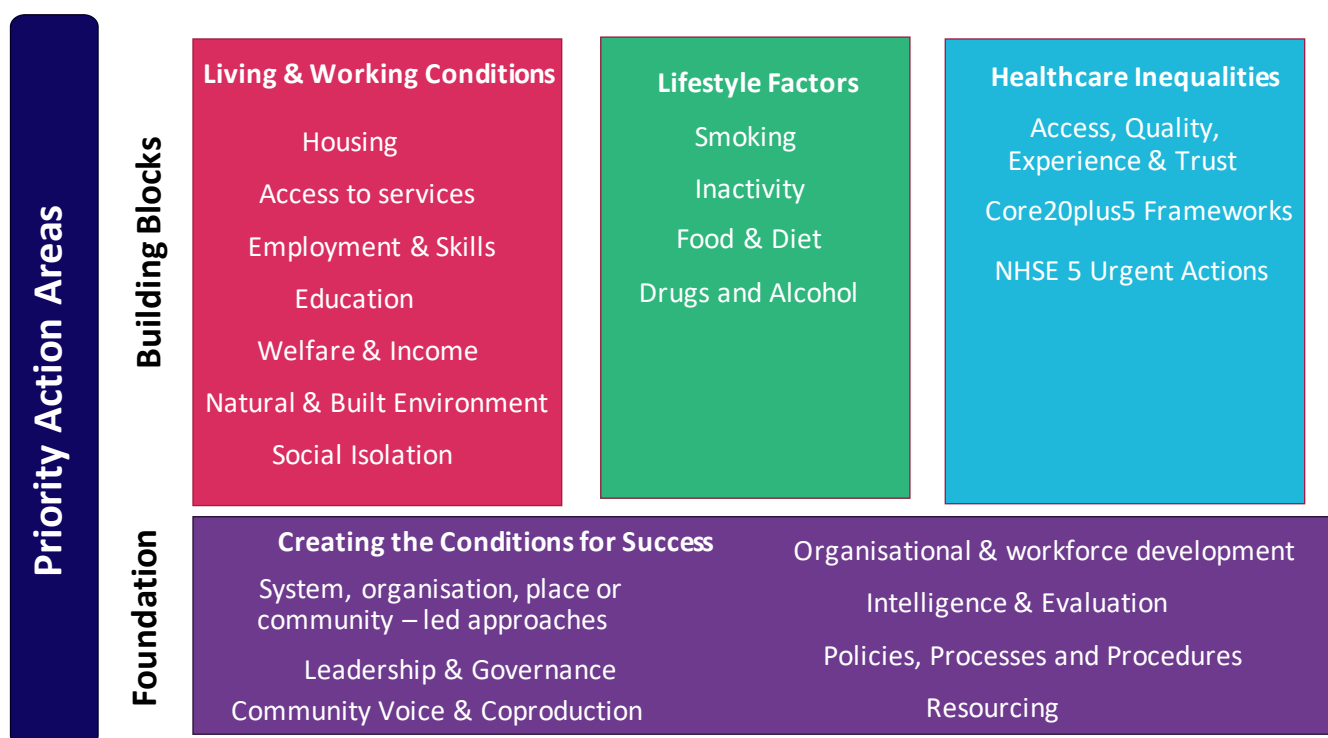 Priority Action Areas
Building Blocks
Living & Working Conditions
Housing
Access to services
Employment & Skills
Education
Welfare & Income
Natural & Built Environment
Social Isolation
Lifestyle Factors
Smoking
Inactivity
Food & Diet
Drugs and Alcohol
Healthcare Inequalities
Access, Quality,
Experience & Trust
Core20plus5 Frameworks
NHSE 5 Urgent Actions
Foundation
Creating the Conditions for Success
System, organisation, place or
community – led approaches
Leadership & Governance
Community Voice & Coproduction
Organisational & workforce development
Intelligence & Evaluation
Policies, Processes and Procedures
Resourcing